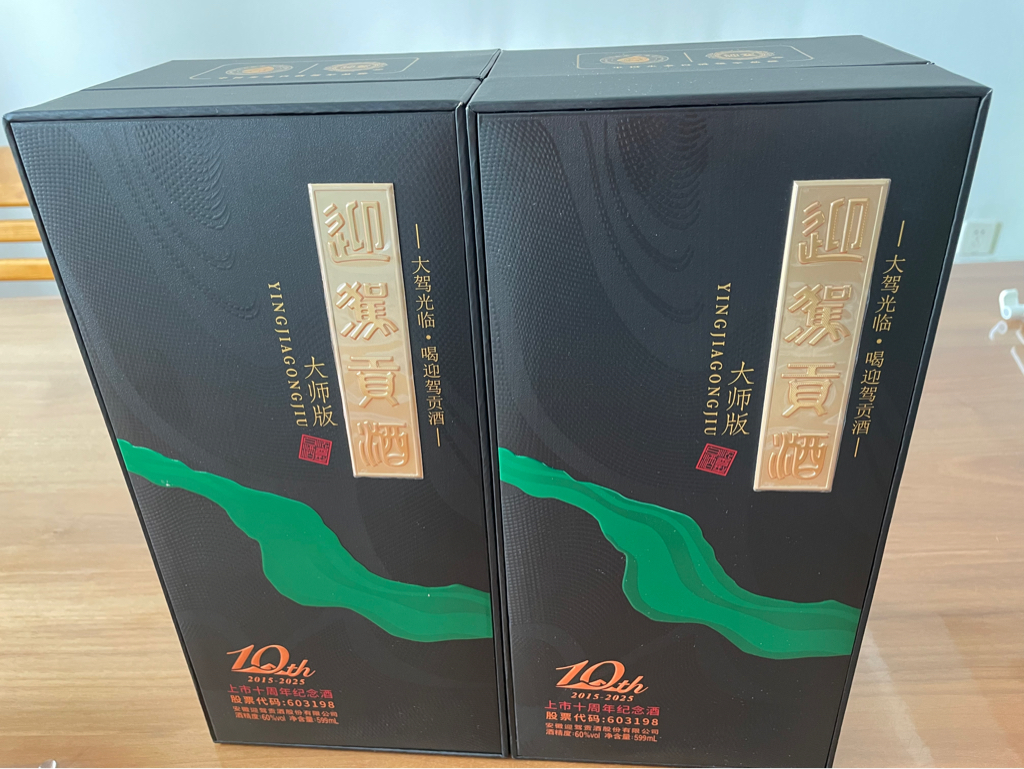 迎驾贡酒
大驾光临·喝迎驾贡酒
YINGJIAGONGJIU
大师版
10th
2015-2025
上市十周年纪念酒
股票代码:603198
安徽迎驾贡酒股份有限公司
酒精度:60%vol 净含量:599mL
迎驾贡酒
大驾光临·喝迎驾贡酒
YINGJIAGONGJIU
大师版
10th
2015-2025
上市十周年纪念酒
股票代码:603198
安徽迎驾贡酒股份有限公司
酒精度:60%vol 净含量:599mL